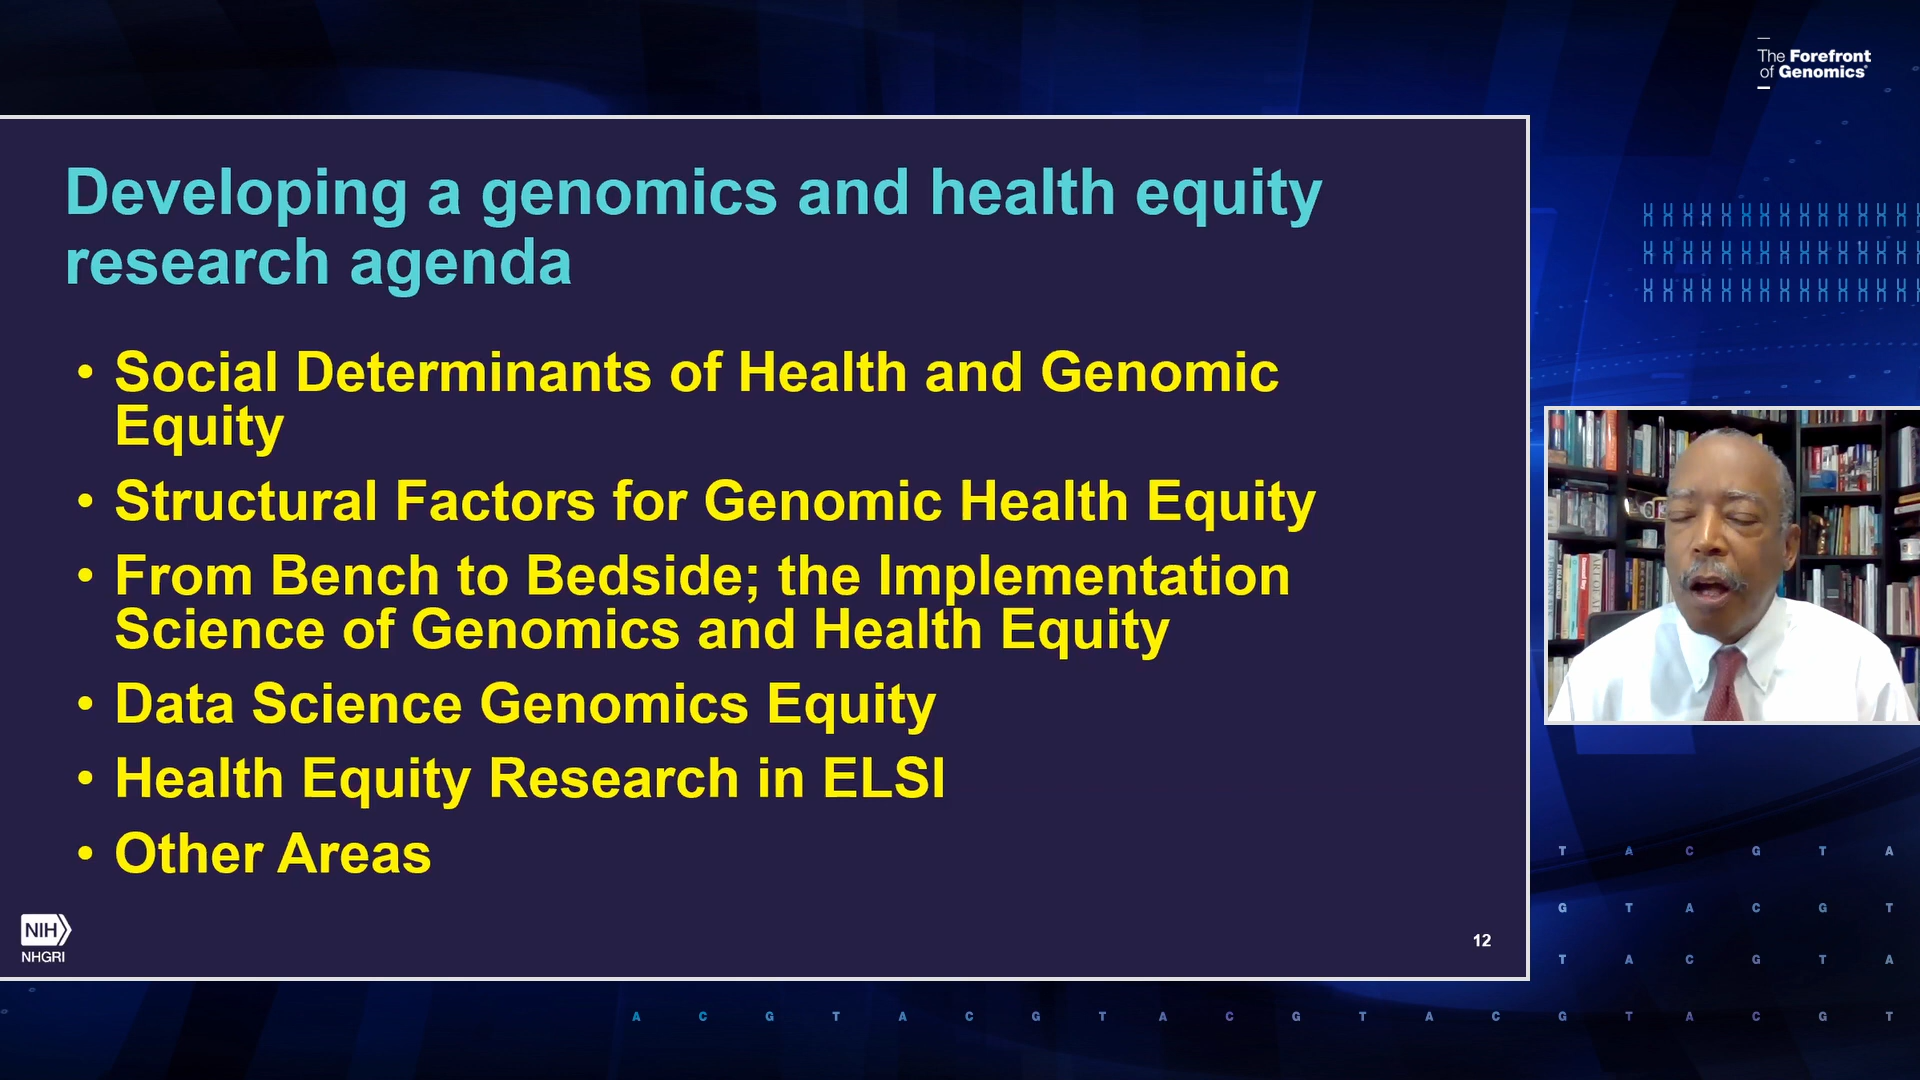 The Forefront
of Genomics®
Developing a genomics and health equity
research agenda
• Social Determinants of Health and Genomic
Equity
• Structural Factors for Genomic Health Equity
• From Bench to Bedside; the Implementation
Science of Genomics and Health Equity
• Data Science Genomics Equity
• Health Equity Research in ELSI
• Other Areas
NIH
NHGRI
12
T A C G T A
G T A C G T
T A C G T A
A C G T A C G T A C G T A C G T A C G T